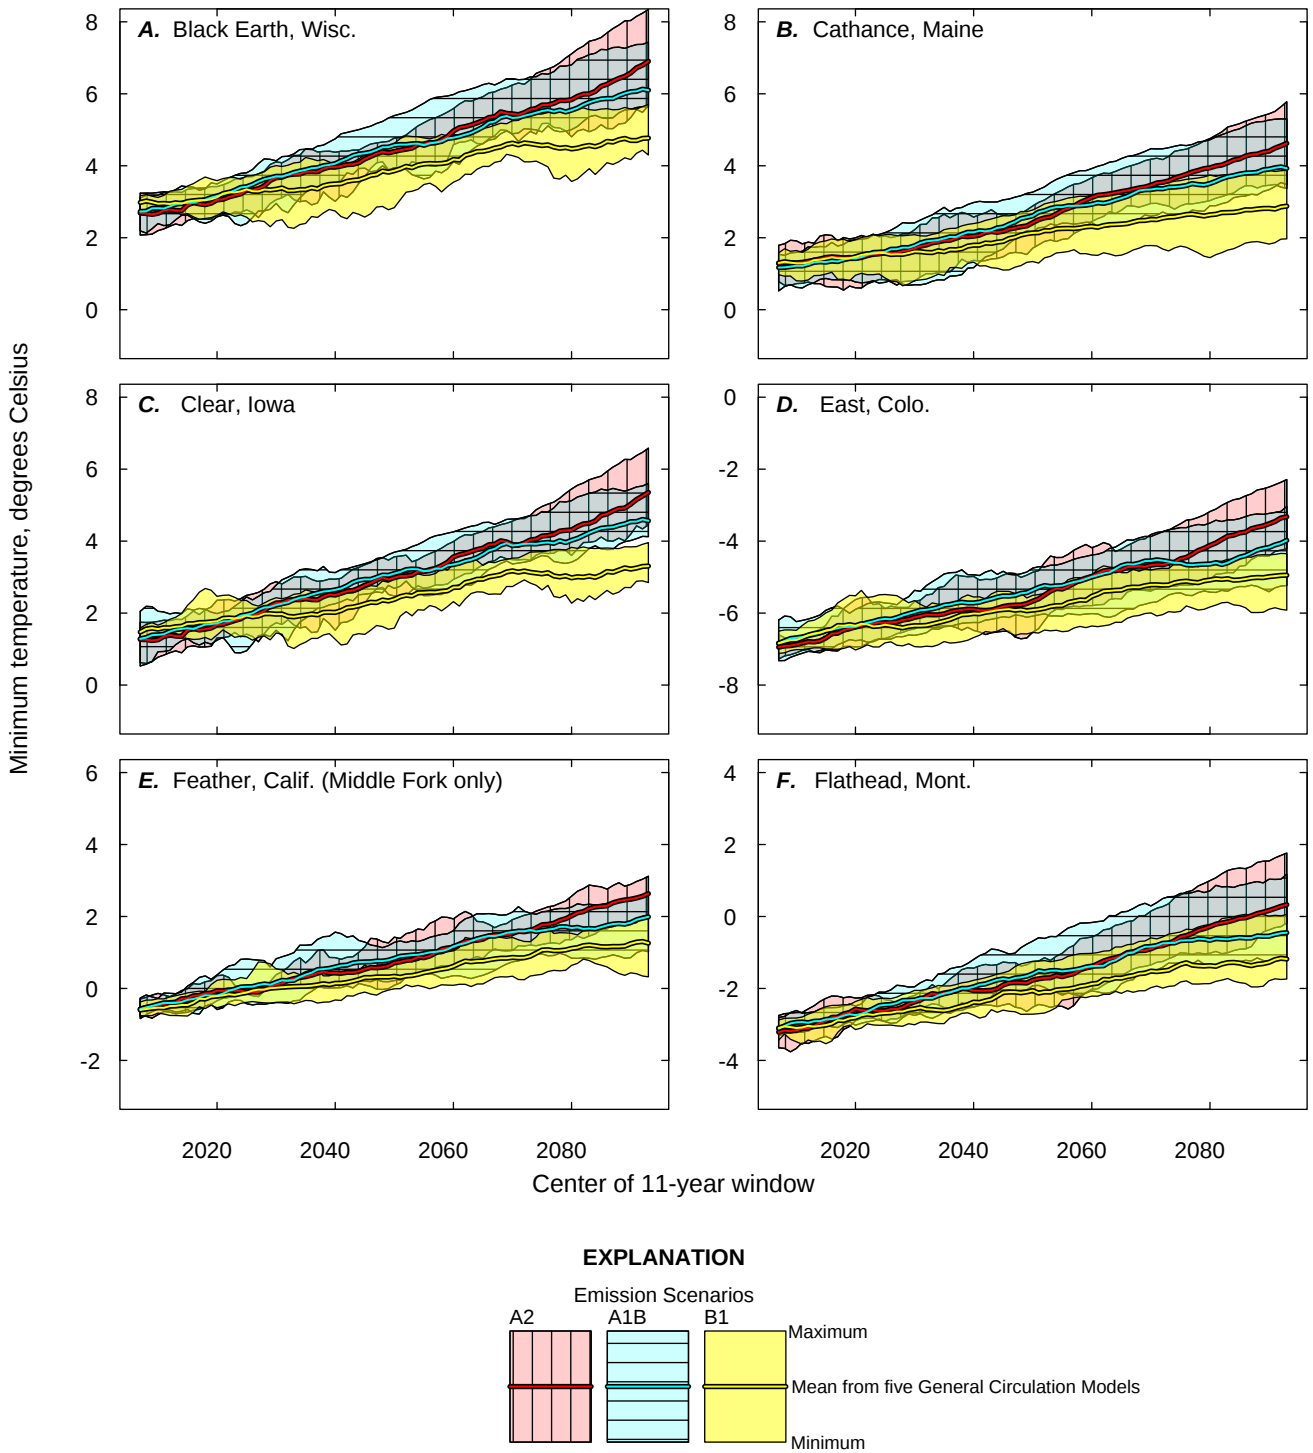 Minimum temperature, degrees Celsius
A. Black Earth, Wisc.
8
6
4
2
0
B. Cathance, Maine
8
6
4
2
0
C. Clear, Iowa
8
6
4
2
0
D. East, Colo.
-0
-2
-4
-6
-8
E. Feather, Calif. (Middle Fork only)
6
4
2
0
-2
F. Flathead, Mont.
4
2
0
-2
-4
2020 2040 2060 2080
2020 2040 2060 2080
Center of 11-year window
EXPLANATION
Emission Scenarios
A2 A1B B1
Maximum
Mean from five General Circulation Models
Minimum